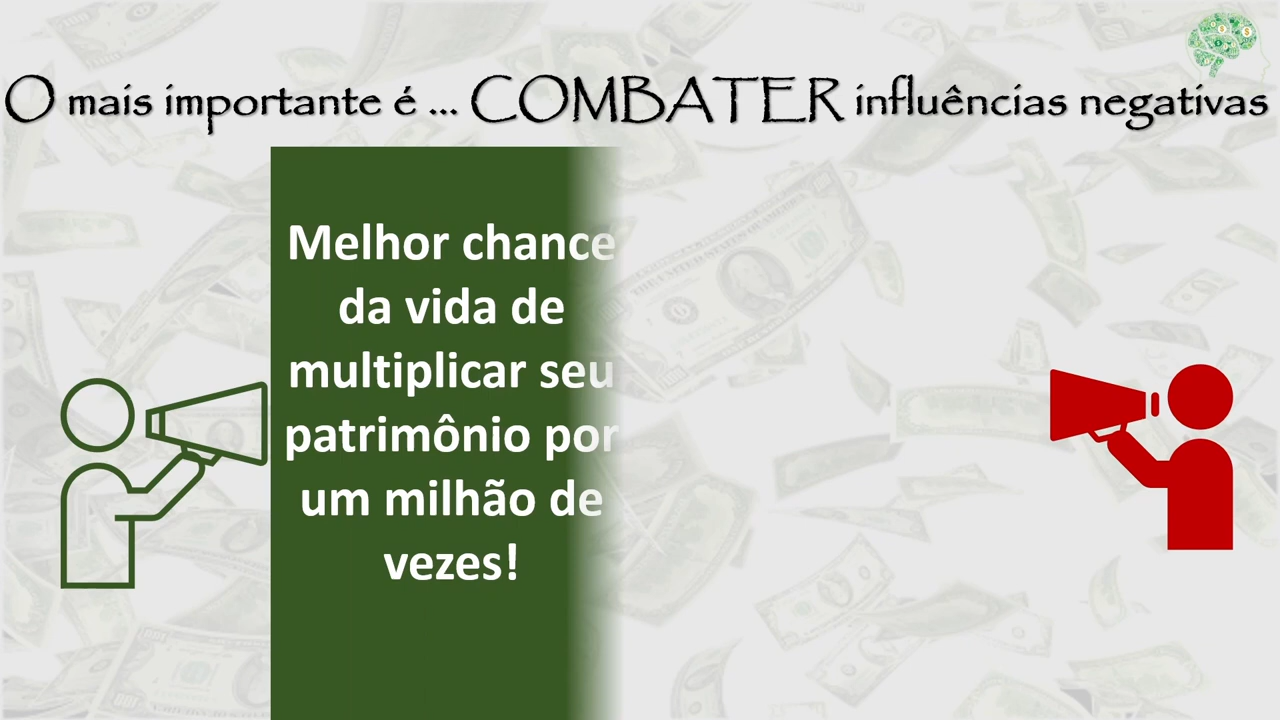 O mais importante é ... COMBATER influências negativas
Melhor chance
da vida de
multiplicar seu
patrimônio por
um milhão de
vezes!